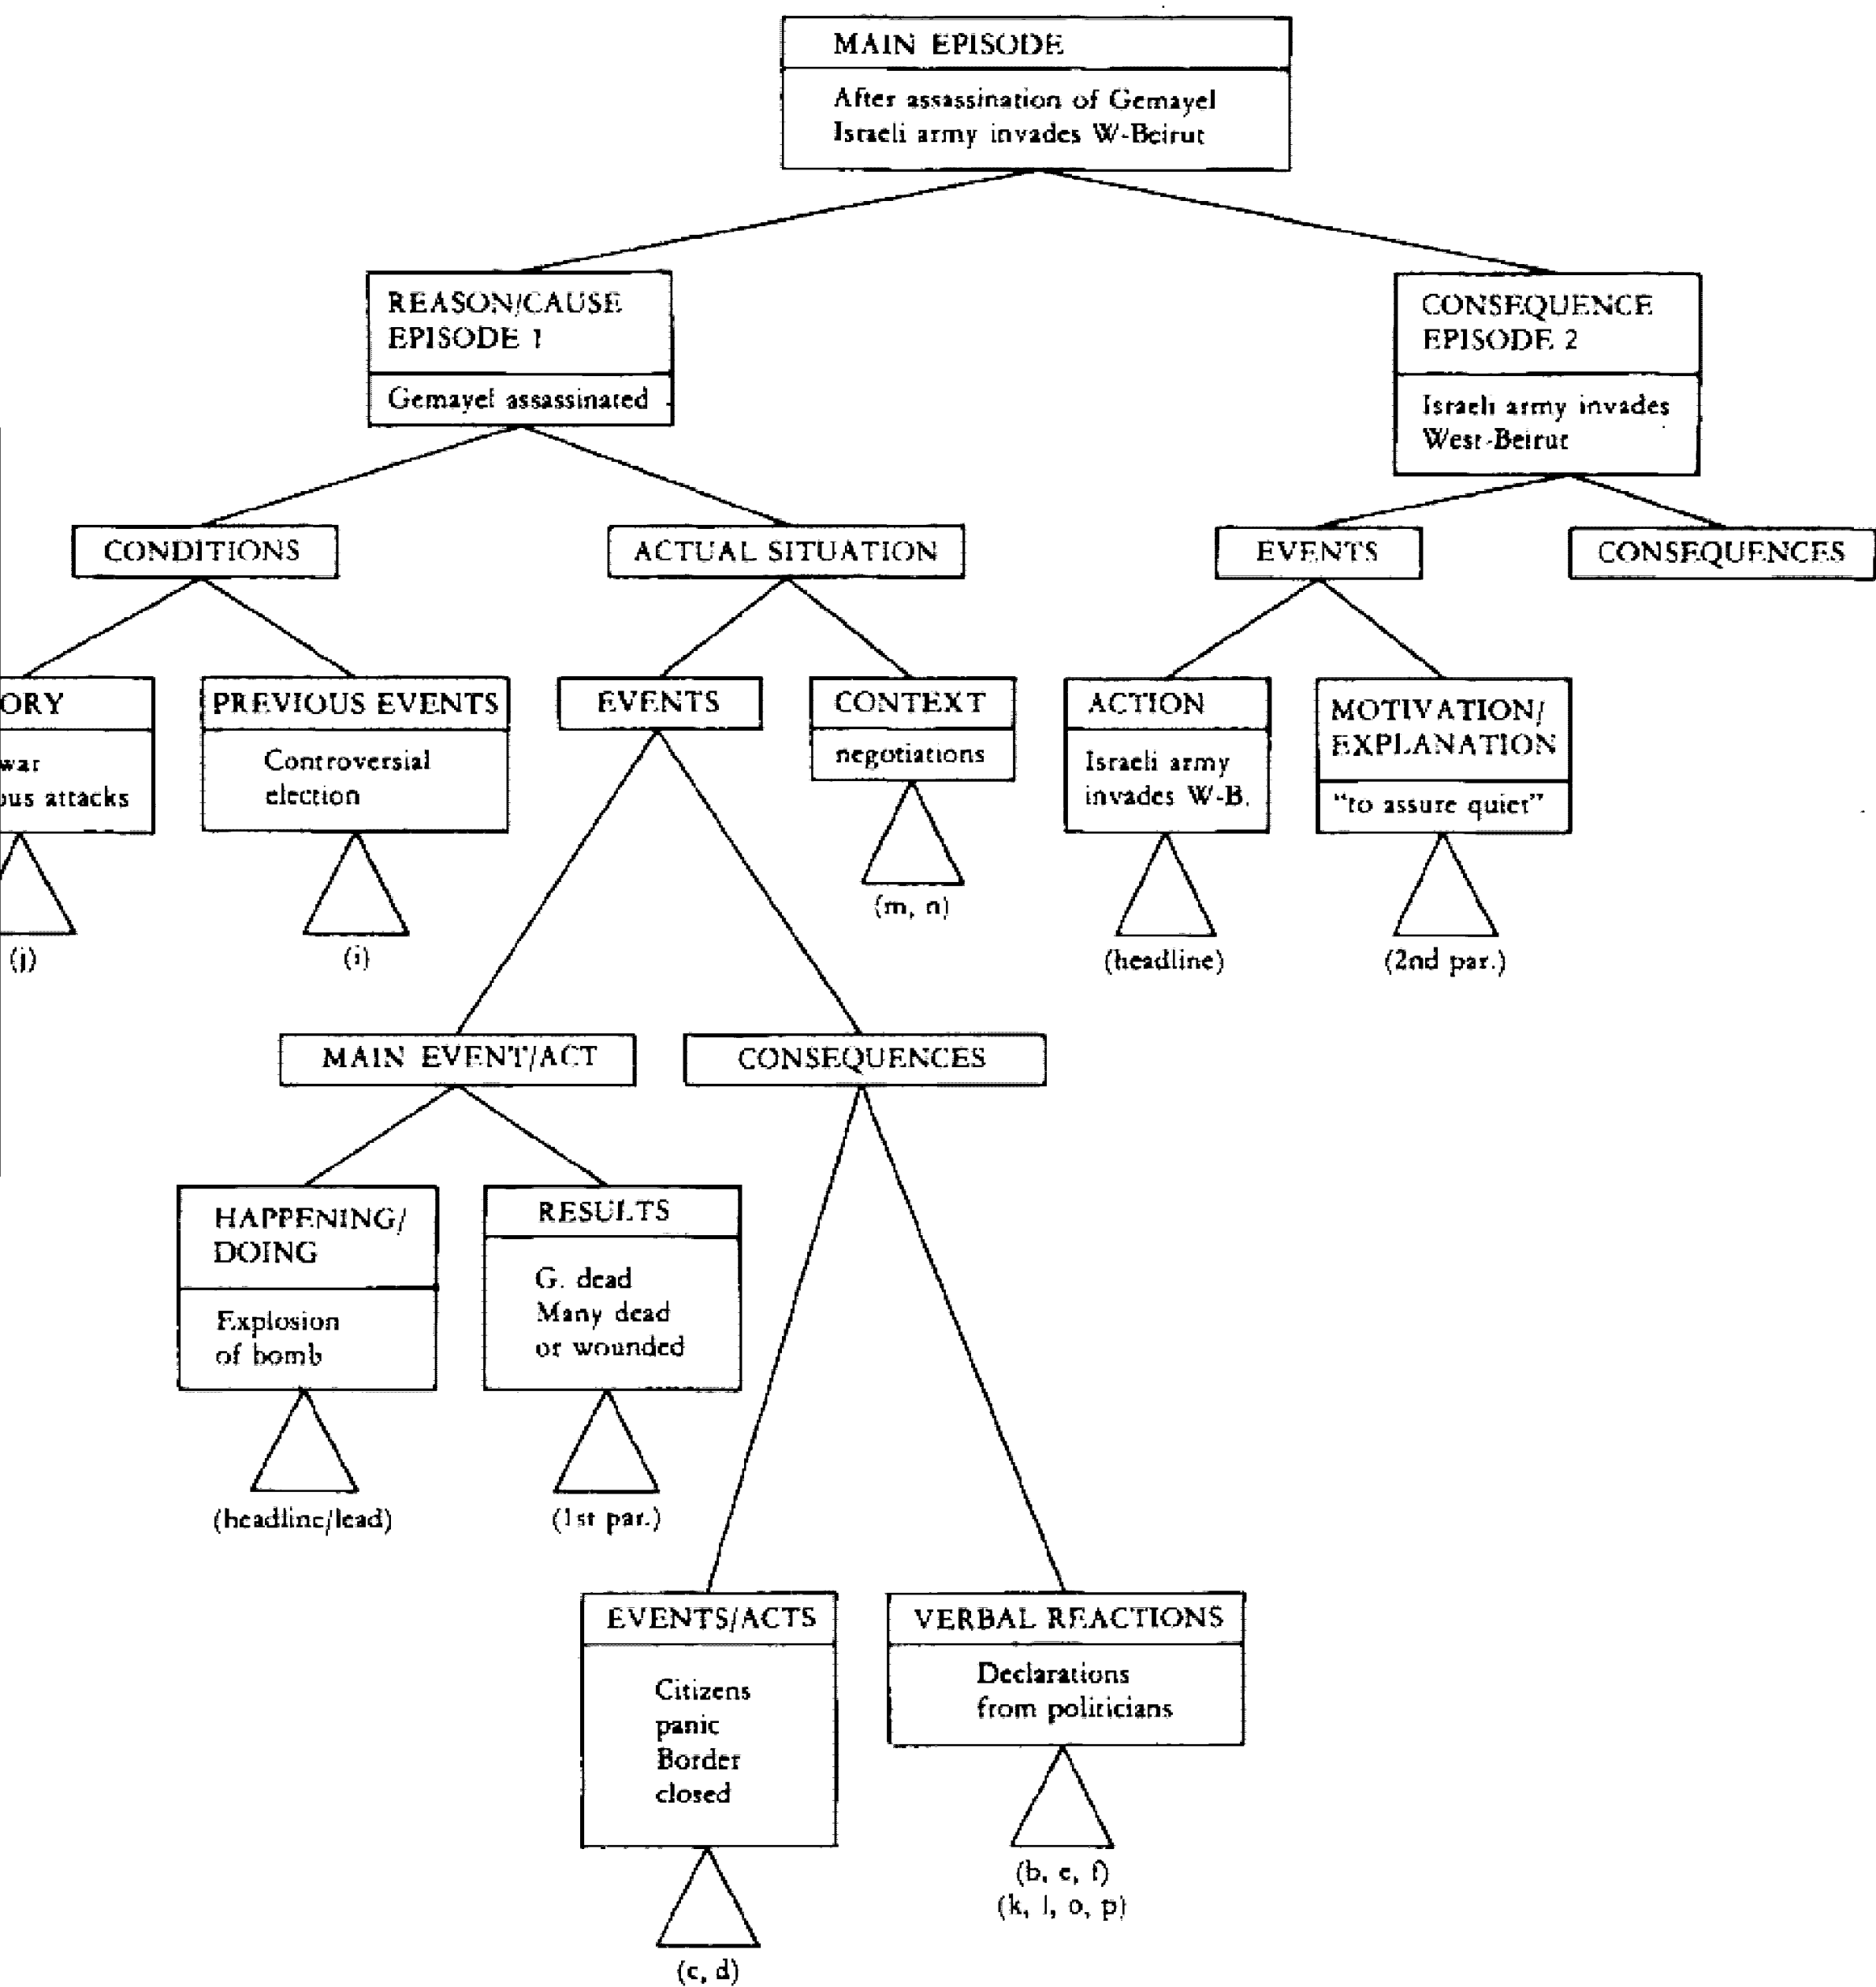 MAIN EPISODE
After assassination of Gemayel
Israeli army invades W-Beirut
REASON/CAUSE
EPISODE 1
Gemayel assassinated
CONSEQUENCE
EPISODE 2
Israeli army invades
West-Beirut
CONDITIONS
ACTUAL SITUATION
EVENTS
CONSEQUENCES
ORY
war
ous attacks
(j)
PREVIOUS EVENTS
Controversial
election
(i)
EVENTS
CONTEXT
negotiations
(m, n)
ACTION
Israeli army
invades W-B.
(headline)
MOTIVATION/
EXPLANATION
"to assure quiet"
(2nd par.)
MAIN EVENT/ACT
CONSEQUENCES
HAPPENING/
DOING
Explosion
of bomb
(headline/lead)
RESULTS
G. dead
Many dead
or wounded
(1st par.)
EVENTS/ACTS
Citizens
panic
Border
closed
(c, d)
VERBAL REACTIONS
Declarations
from politicians
(b, e, f)
(k, l, o, p)